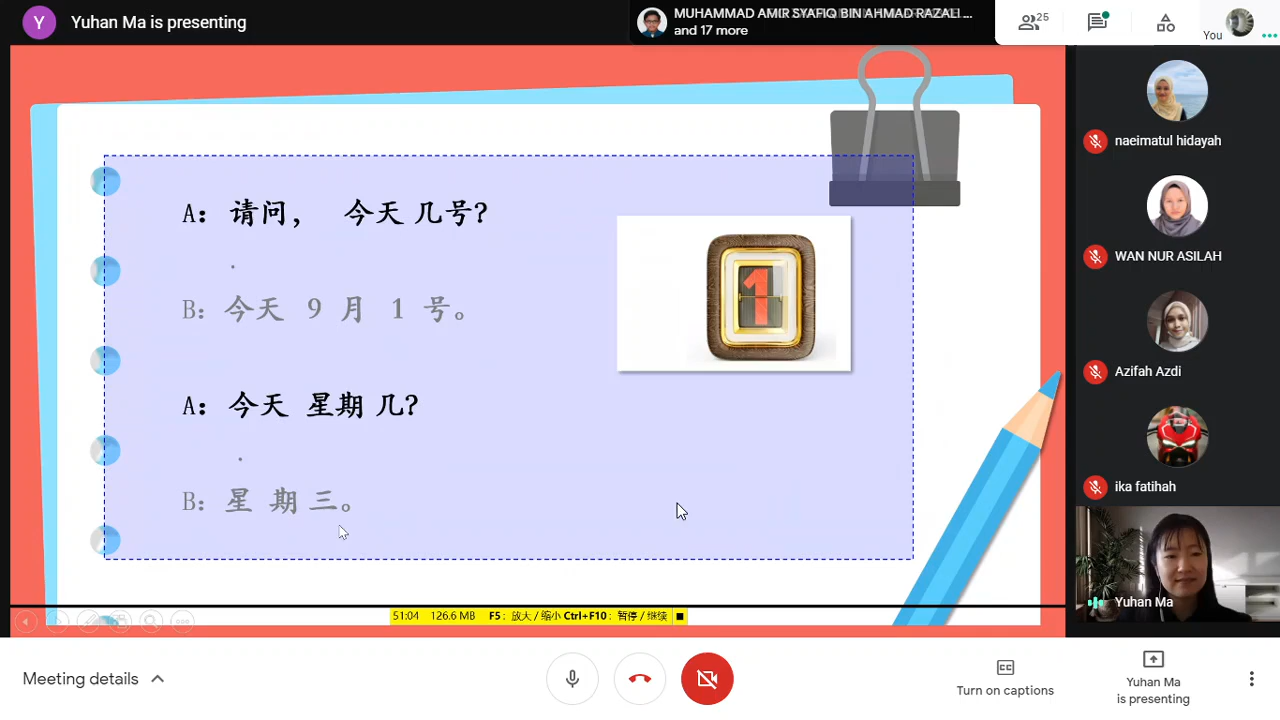 Y
Yuhan Ma is presenting
MUHAMMAD AMIR SYAFIQ BIN AHMAD RAZAL ...
and 17 more
25
You
A：请问， 今天 几号?
B：今天 9 月 1 号。
1
A：今天 星期 几?
B：星 期 三。
naeimatul hidayah
WAN NUR ASILAH
Azifah Azdi
ika fatihah
Yuhan Ma
51:04 126.6 MB F5：放大 / 缩小 Ctrl+F10：暂停 / 继续
Meeting details
Turn on captions
Yuhan Ma
is presenting